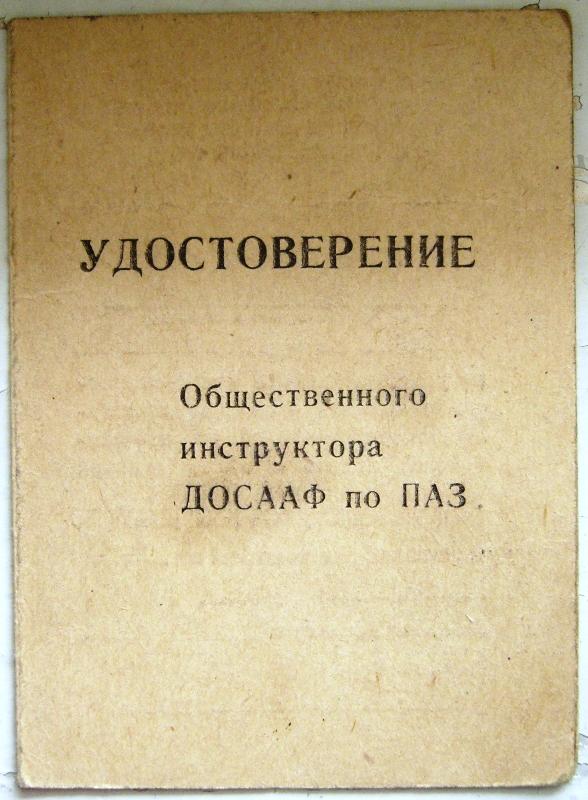 УДОСТОВЕРЕНИЕ
Общественного
инструктора
ДОСААФ по ПАЗ